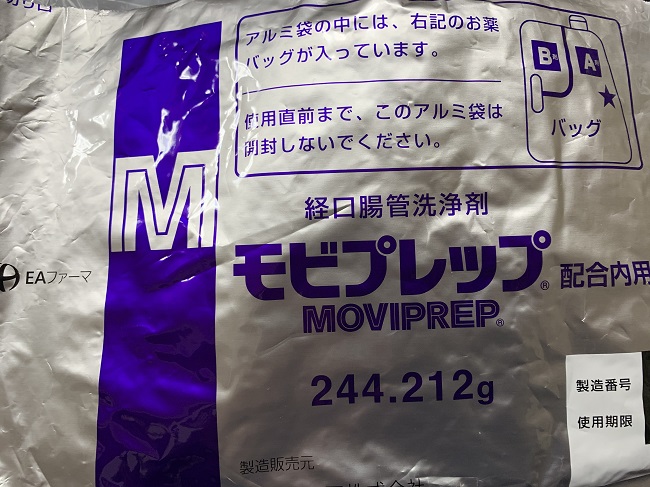 アルミ袋の中には、右記のお薬
バッグが入っています。
使用直前まで、このアルミ袋は
開封しないでください。
B剤
A剤
★
バッグ
M
経口腸管洗浄剤
モビプレップ® 配合内用
MOVIPREP®
EAファーマ
244.212g
製造番号
使用期限
製造販売元